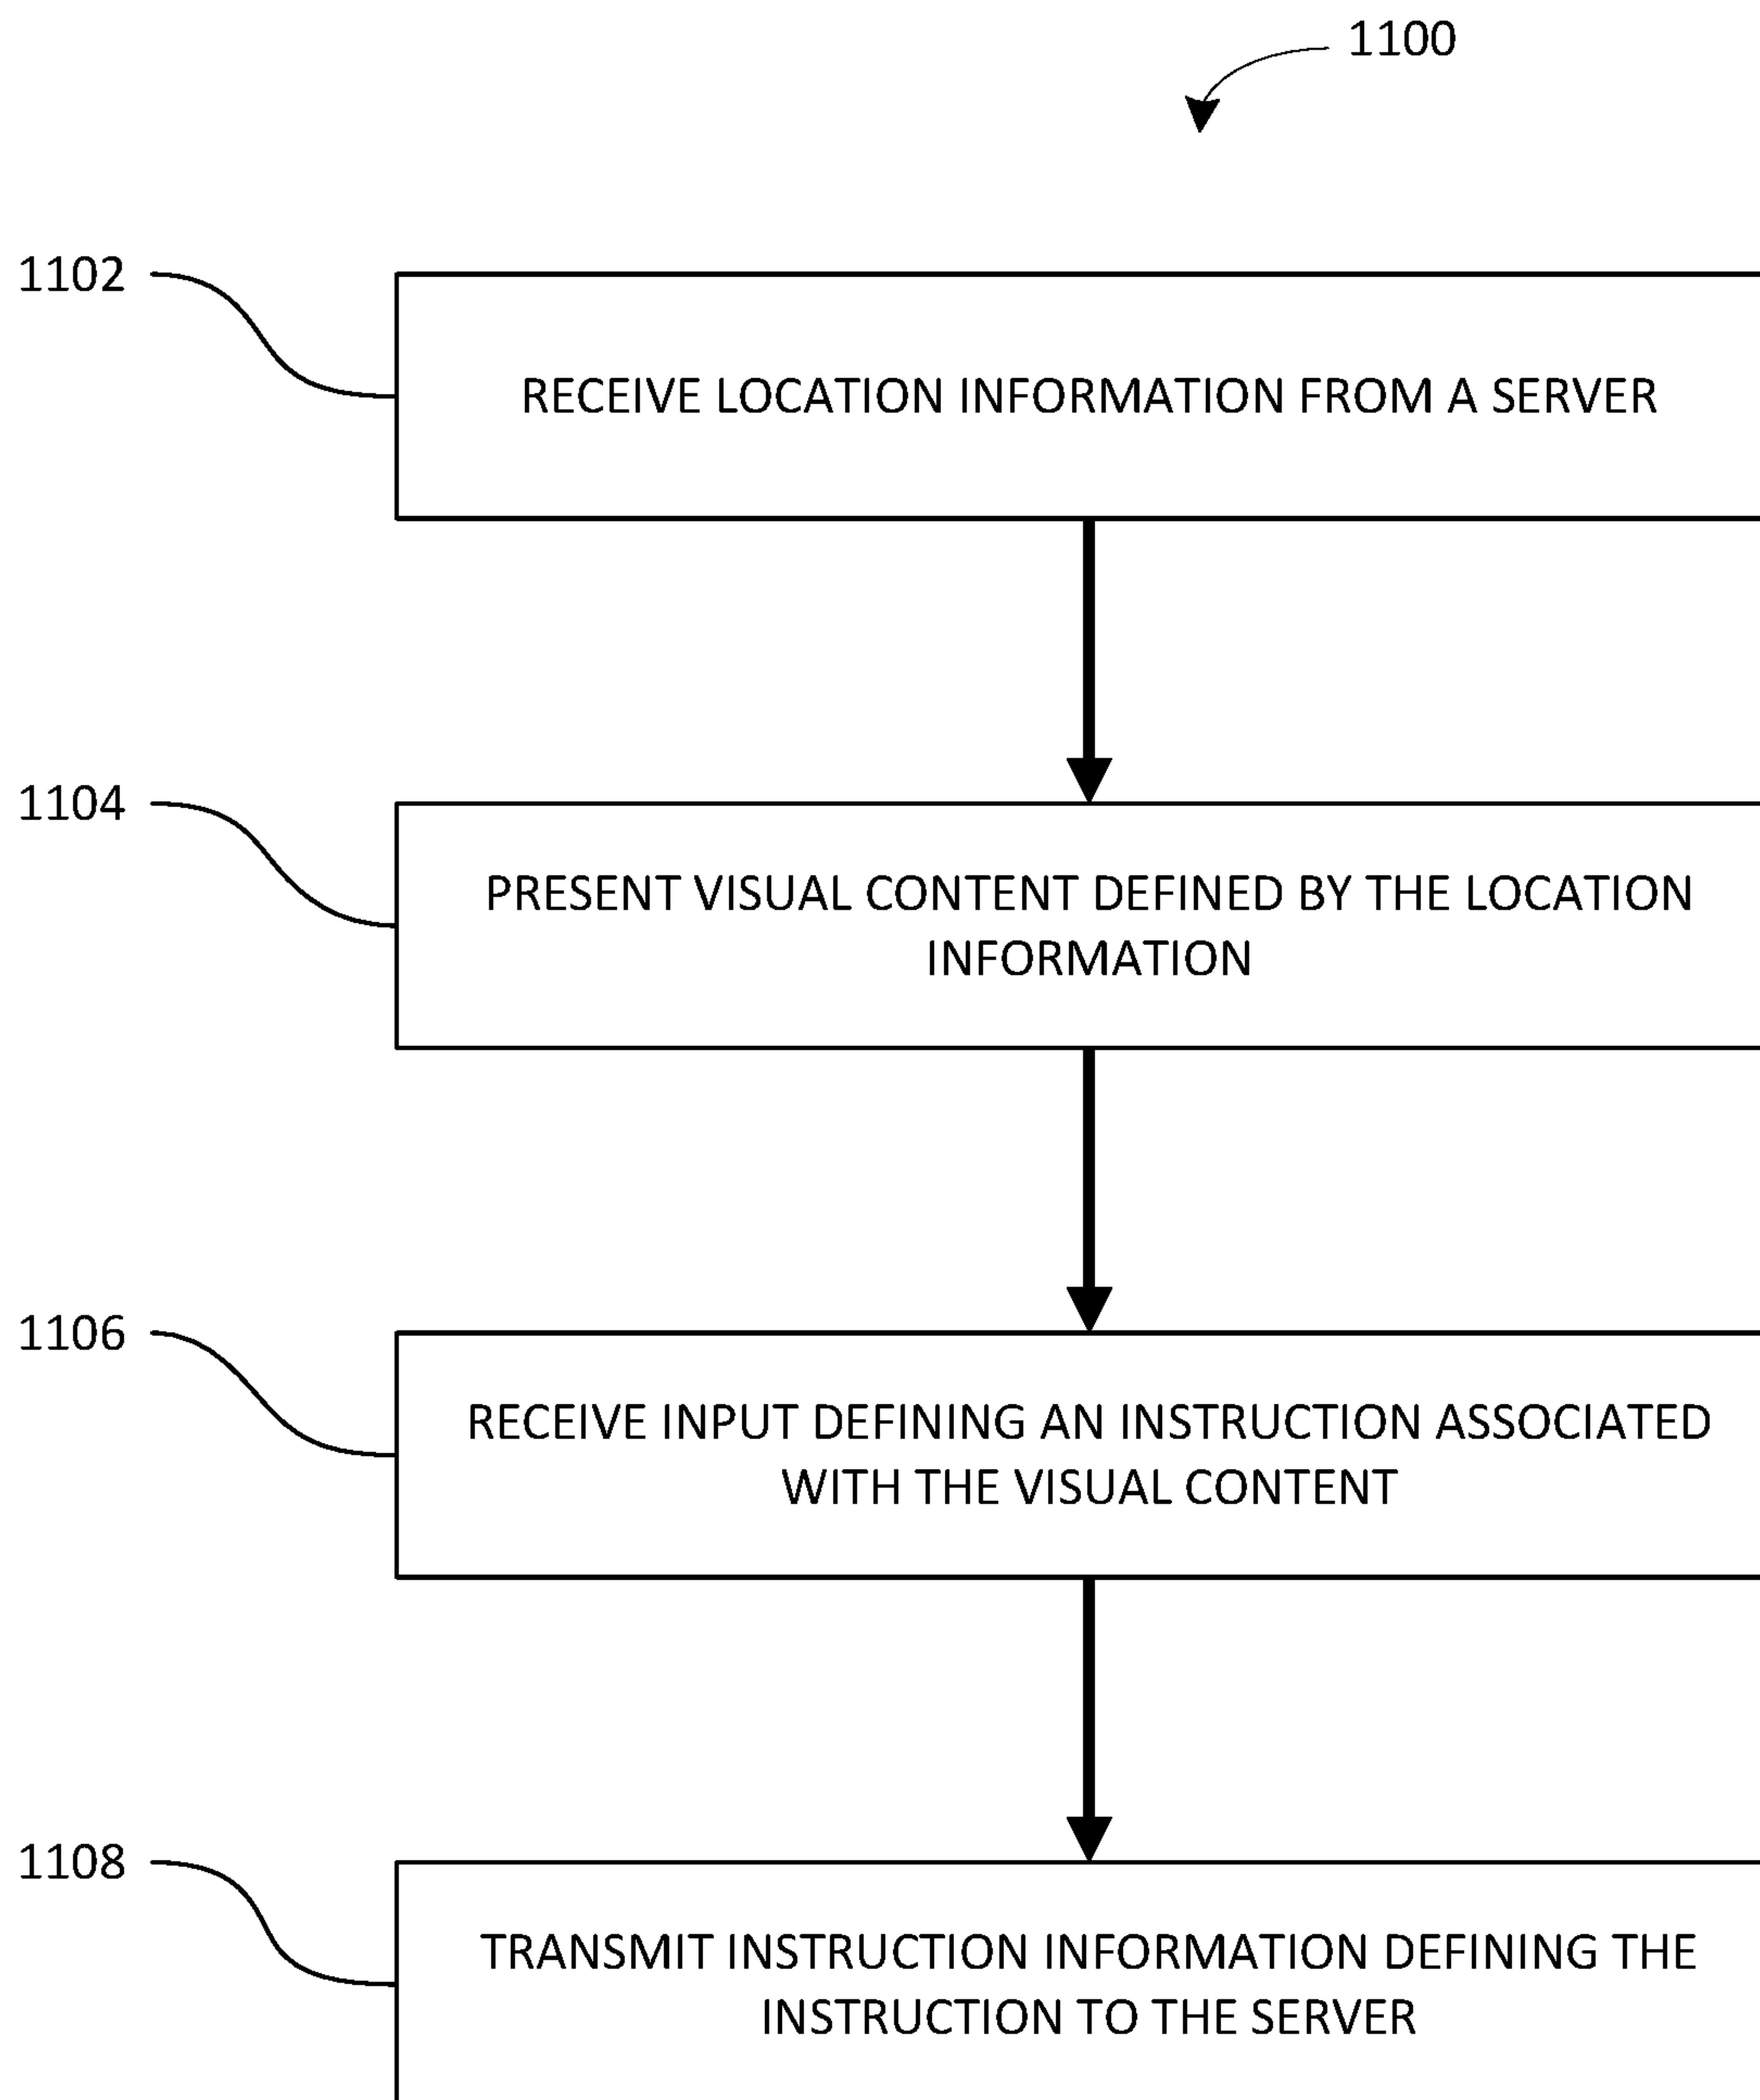 1100
1102
RECEIVE LOCATION INFORMATION FROM A SERVER
1104
PRESENT VISUAL CONTENT DEFINED BY THE LOCATION
INFORMATION
1106
RECEIVE INPUT DEFINING AN INSTRUCTION ASSOCIATED
WITH THE VISUAL CONTENT
1108
TRANSMIT INSTRUCTION INFORMATION DEFINING THE
INSTRUCTION TO THE SERVER